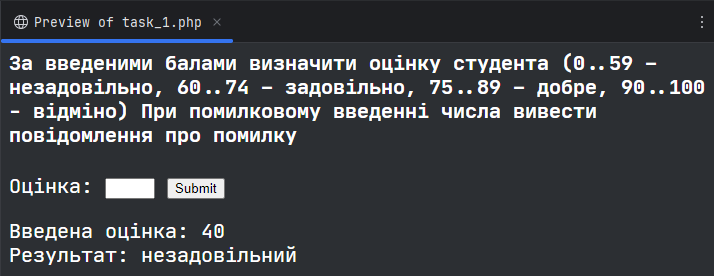 Preview of task_1.php
За введеними балами визначити оцінку студента (0..59 –
незадовільно, 60..74 – задовільно, 75..89 – добре, 90..100
– відміно) При помилковому введенні числа вивести
повідомлення про помилку
Оцінка: Submit
Введена оцінка: 40
Результат: незадовільний